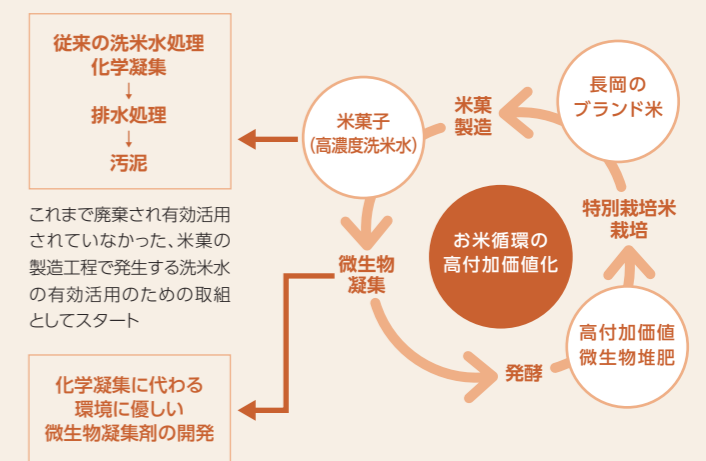 従来の洗米水処理
化学凝集
↓
排水処理
↓
汚泥
これまで廃棄され有効活用
されていなかった、米菓の
製造工程で発生する洗米水
の有効活用のための取組
としてスタート
化学凝集に代わる
環境に優しい
微生物凝集剤の開発
米菓子
(高濃度洗米水)
米菓
製造
長岡の
ブランド米
特別栽培米
栽培
お米循環の
高付加価値化
微生物
凝集
発酵
高付加価値
微生物堆肥